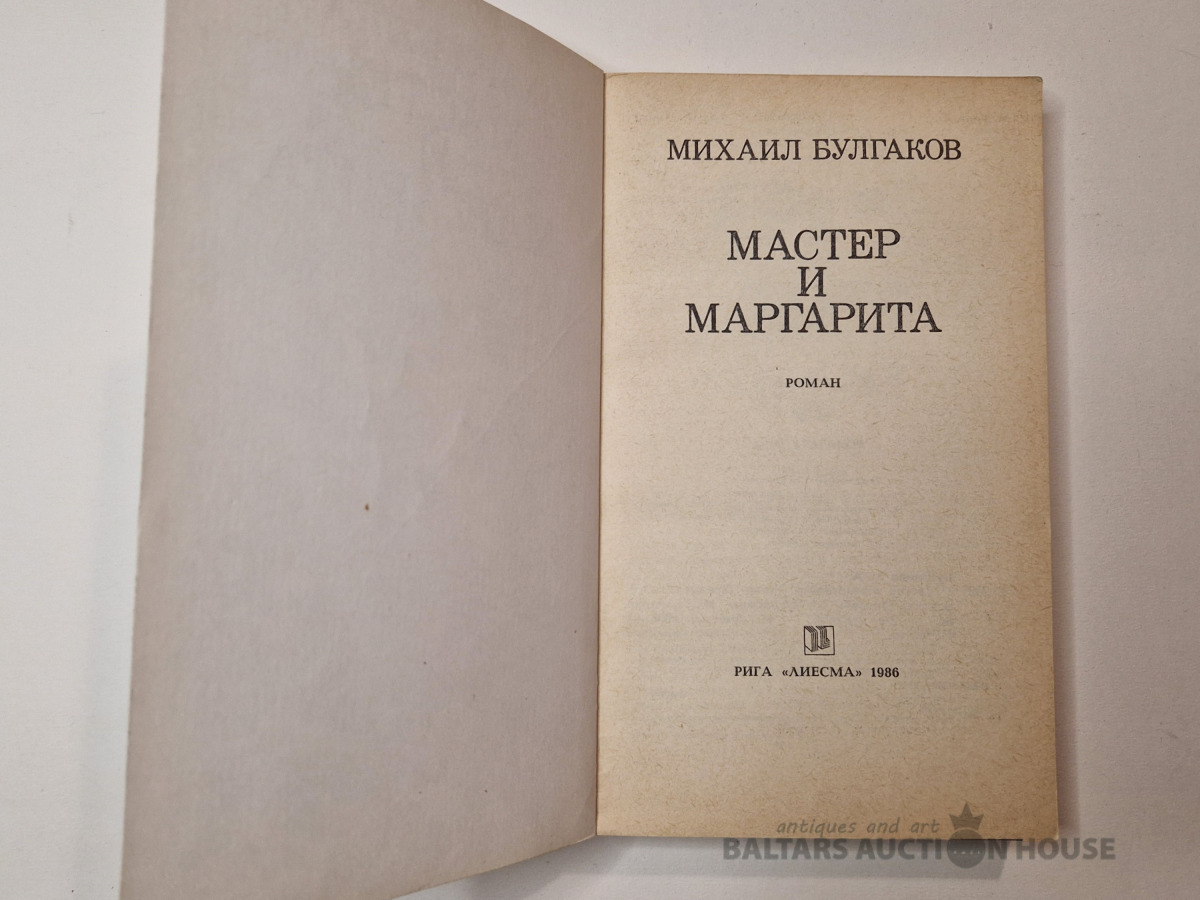 МИХАИЛ БУЛГАКОВ
МАСТЕР
И
МАРГАРИТА
РОМАН
РИГА «ЛИЕСМА» 1986
antiques and art
BALTARS AUCTION HOUSE